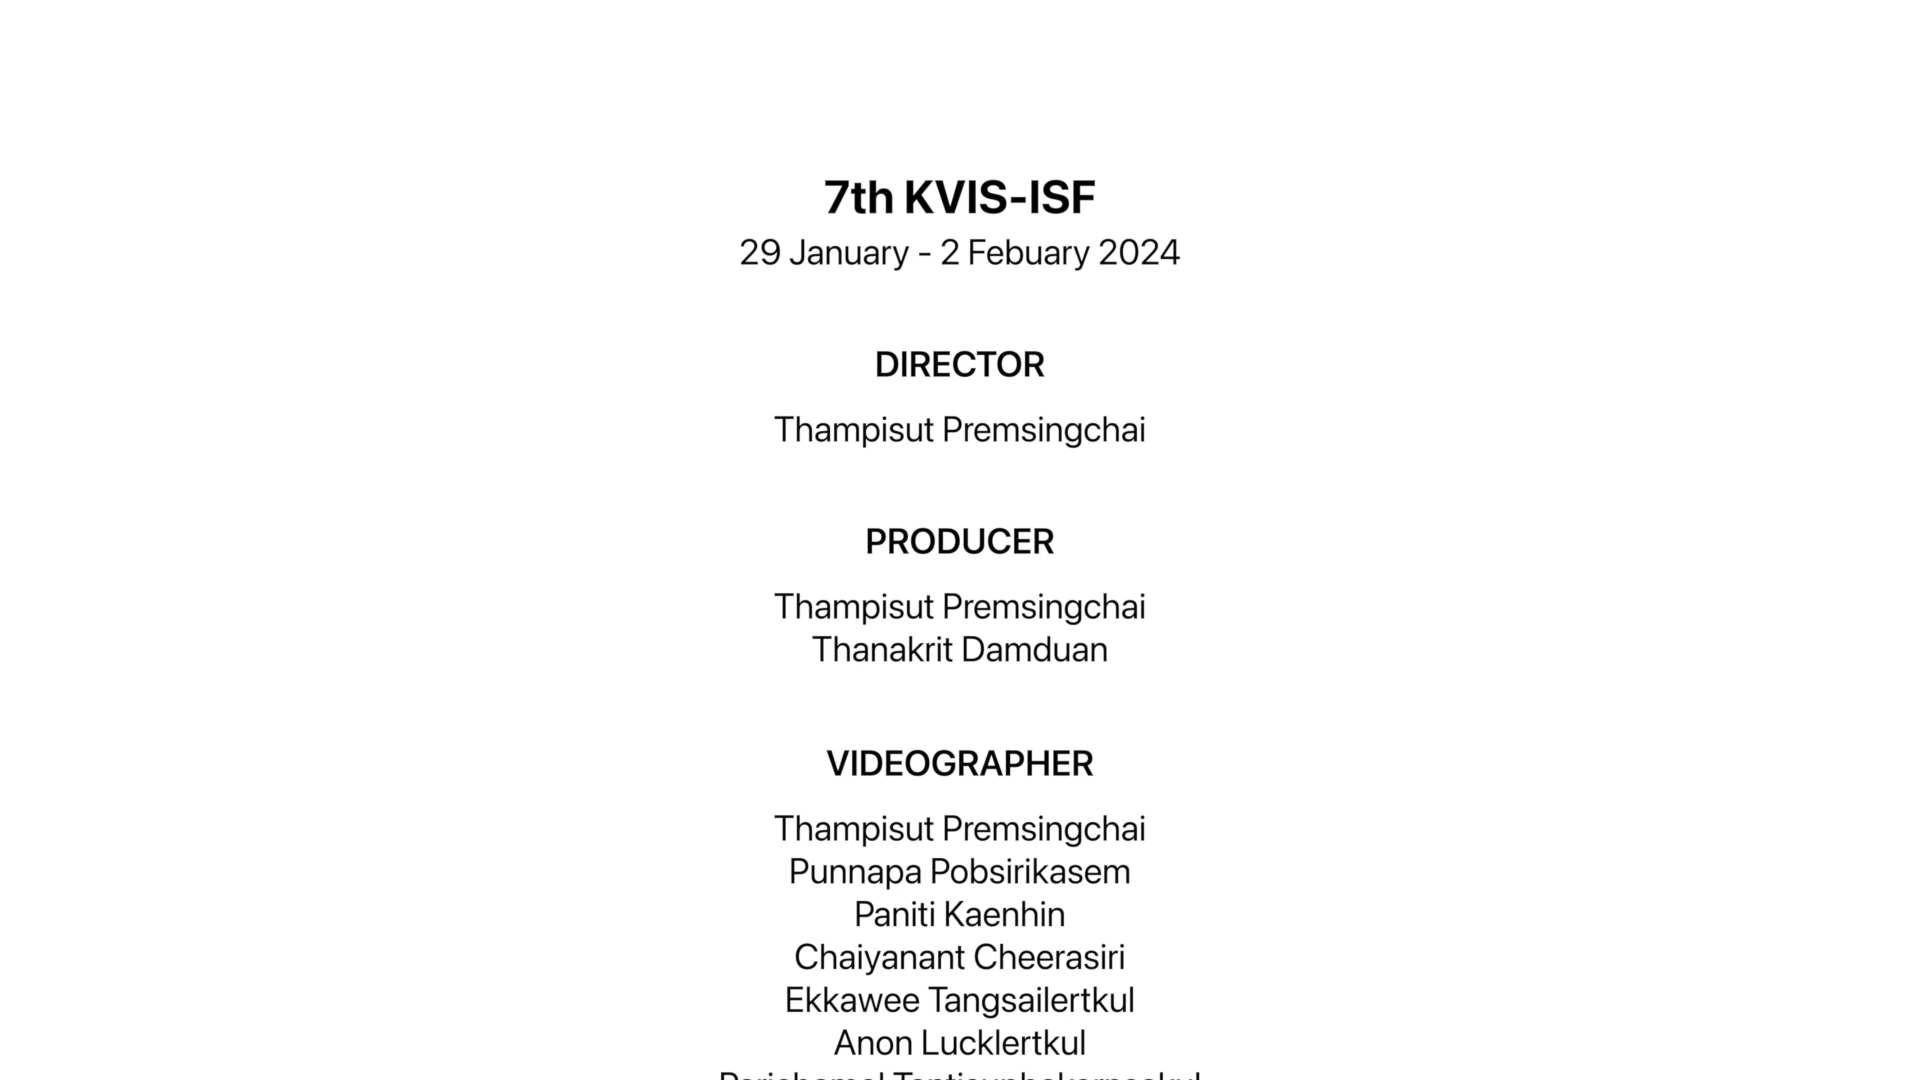 7th KVIS-ISF
29 January - 2 Febuary 2024
DIRECTOR
Thampisut Premsingchai
PRODUCER
Thampisut Premsingchai
Thanakrit Damduan
VIDEOGRAPHER
Thampisut Premsingchai
Punnapa Pobsirikasem
Paniti Kaenhin
Chaiyanant Cheerasiri
Ekkawee Tangsailertkul
Anon Lucklertkul